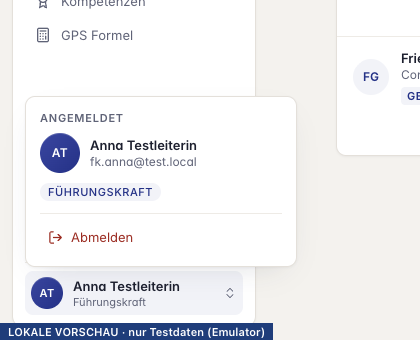 Kompetenzen
GPS Formel
ANGEMELDET
AT
Anna Testleiterin
fk.anna@test.local
FÜHRUNGSKRAFT
Abmelden
AT
Anna Testleiterin
Führungskraft
LOKALE VORSCHAU · nur Testdaten (Emulator)
FG